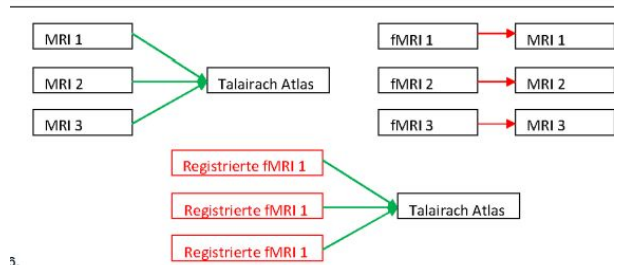 MRI 1
MRI 2
MRI 3
Talairach Atlas
fMRI 1
MRI 1
fMRI 2
MRI 2
fMRI 3
MRI 3
Registrierte fMRI 1
Registrierte fMRI 1
Registrierte fMRI 1
Talairach Atlas